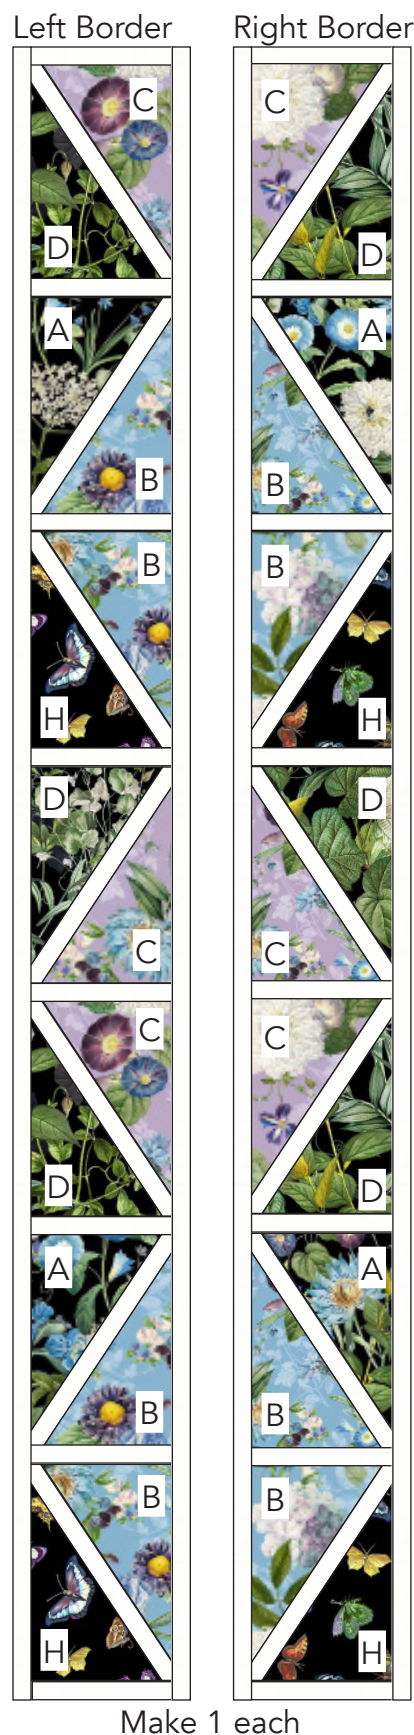 Left Border Right Border
C C
D D
A A
B B
B B
H H
D D
C C
C C
D D
A A
B B
B B
H H
Make 1 each